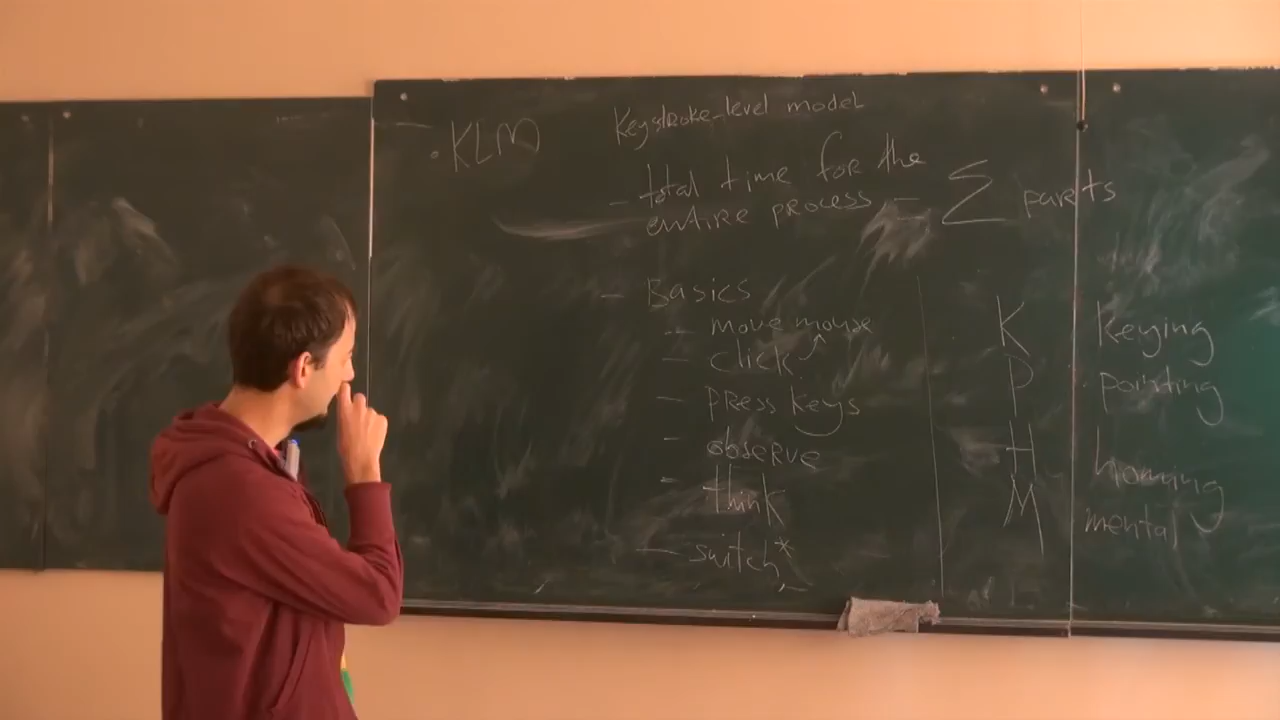 • KLM Keystroke-level model
- total time for the
entire process - Σ parets
- Basics
- move mouse
- click
- press keys
- observe
- think
- switch*
K Keying
P pointing
H homing
M mental